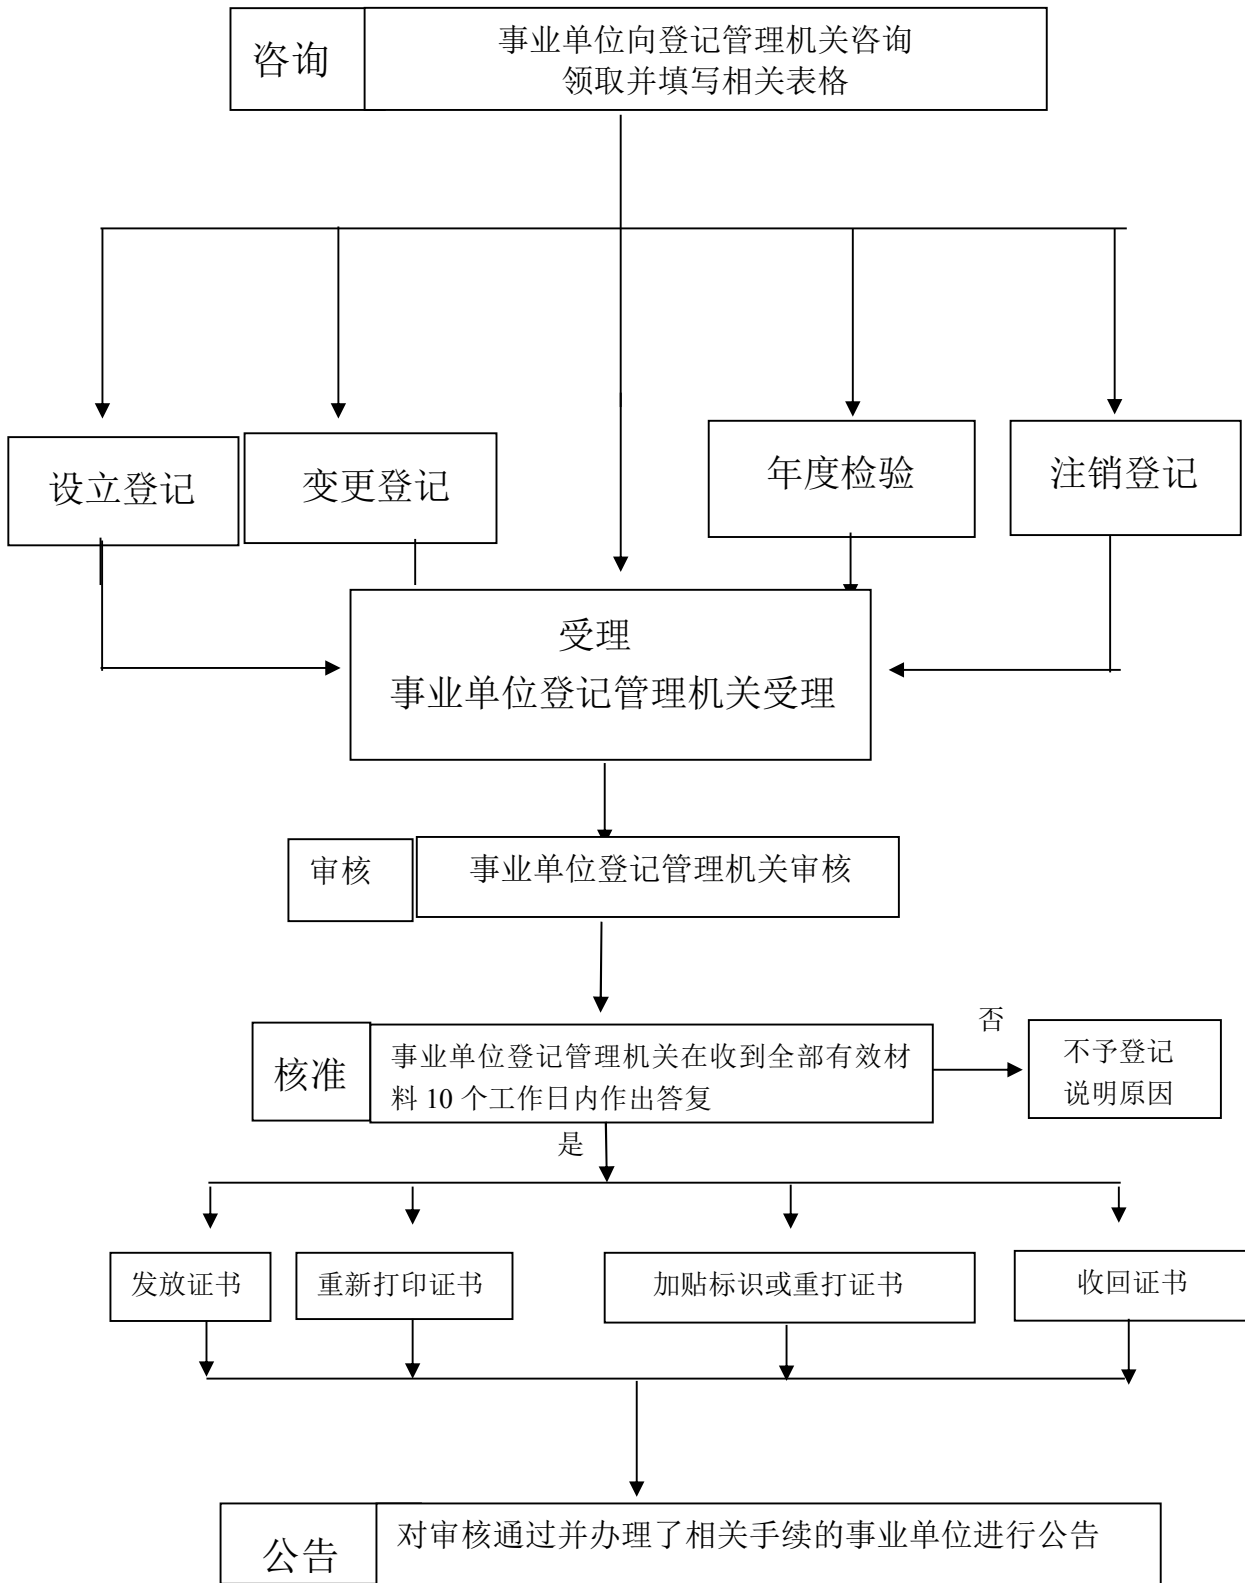 咨询
事业单位向登记管理机关咨询
领取并填写相关表格
设立登记
变更登记
年度检验
注销登记
受理
事业单位登记管理机关受理
审核
事业单位登记管理机关审核
核准
事业单位登记管理机关在收到全部有效材
料 10 个工作日内作出答复
否
不予登记
说明原因
是
发放证书
重新打印证书
加贴标识或重打证书
收回证书
公告
对审核通过并办理了相关手续的事业单位进行公告